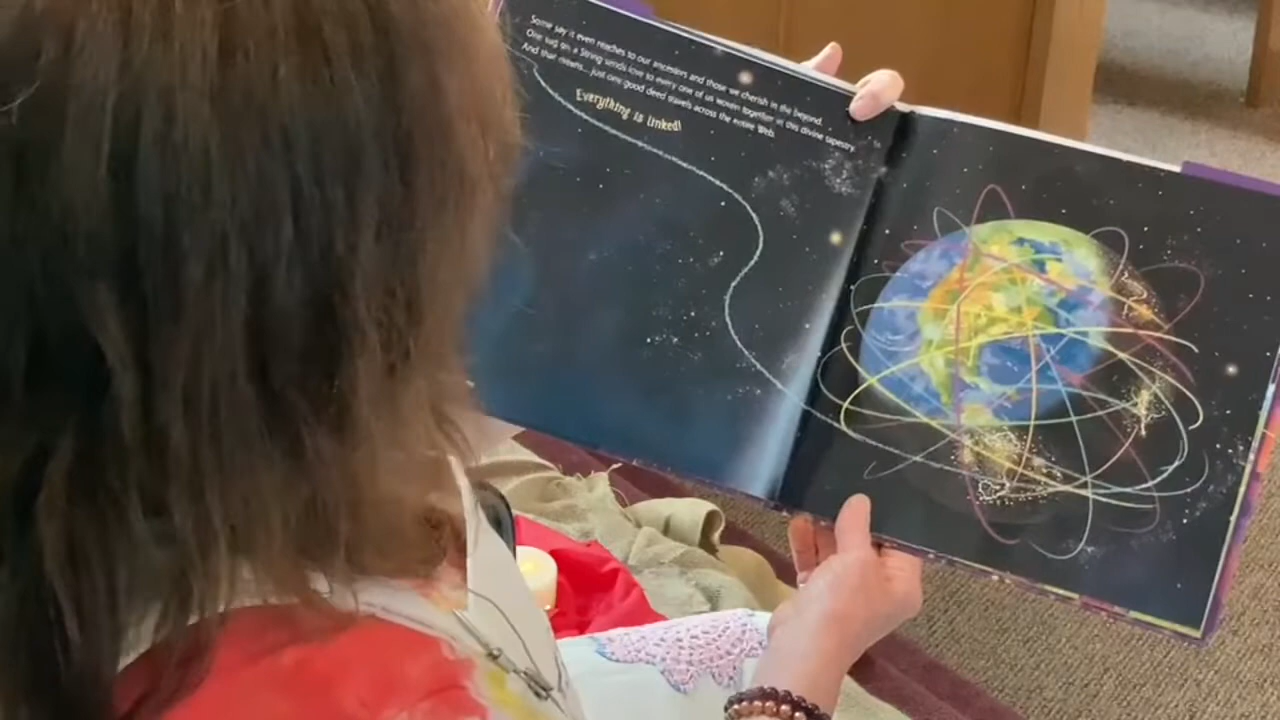 Some say it even reaches to our ancestors and those we cherish in the beyond.
One tug on a String sends love to every one of us woven together in this divine tapestry.
And that means... just one good deed travels across the entire Web.
Everything is linked!